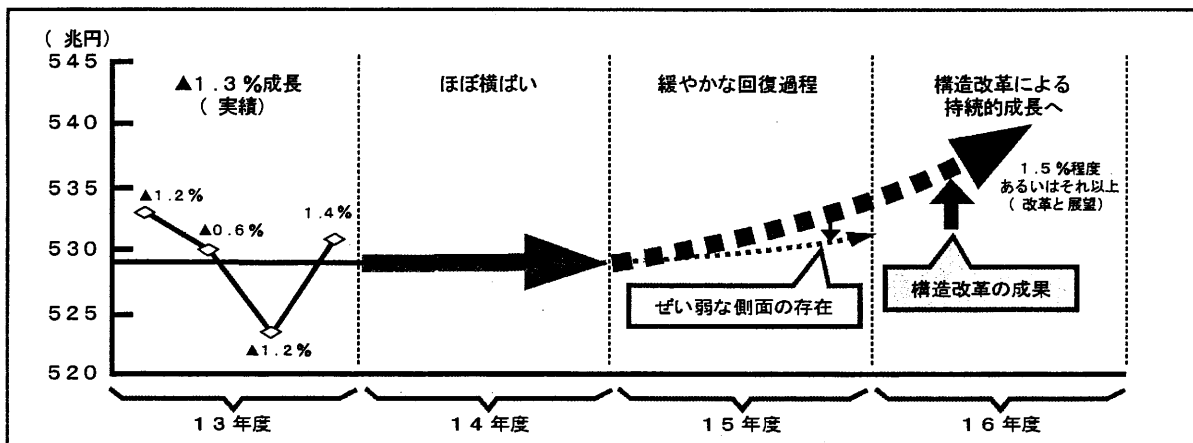 （兆円）
５４５
５４０
５３５
５３０
５２５
５２０
▲１．３％成長
（実績）
▲１．２％
▲０．６％
▲１．２％
１．４％
ほぼ横ばい
緩やかな回復過程
ぜい弱な側面の存在
構造改革による
持続的成長へ
１．５％程度
あるいはそれ以上
（改革と展望）
構造改革の成果
１３年度
１４年度
１５年度
１６年度